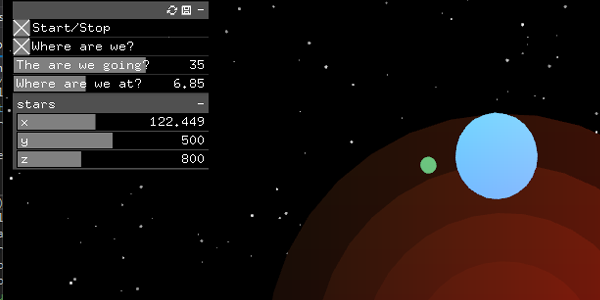 Start/Stop
Where are we?
The are we going? 35
Where are we at? 6.85
stars
x 122.449
y 500
z 800